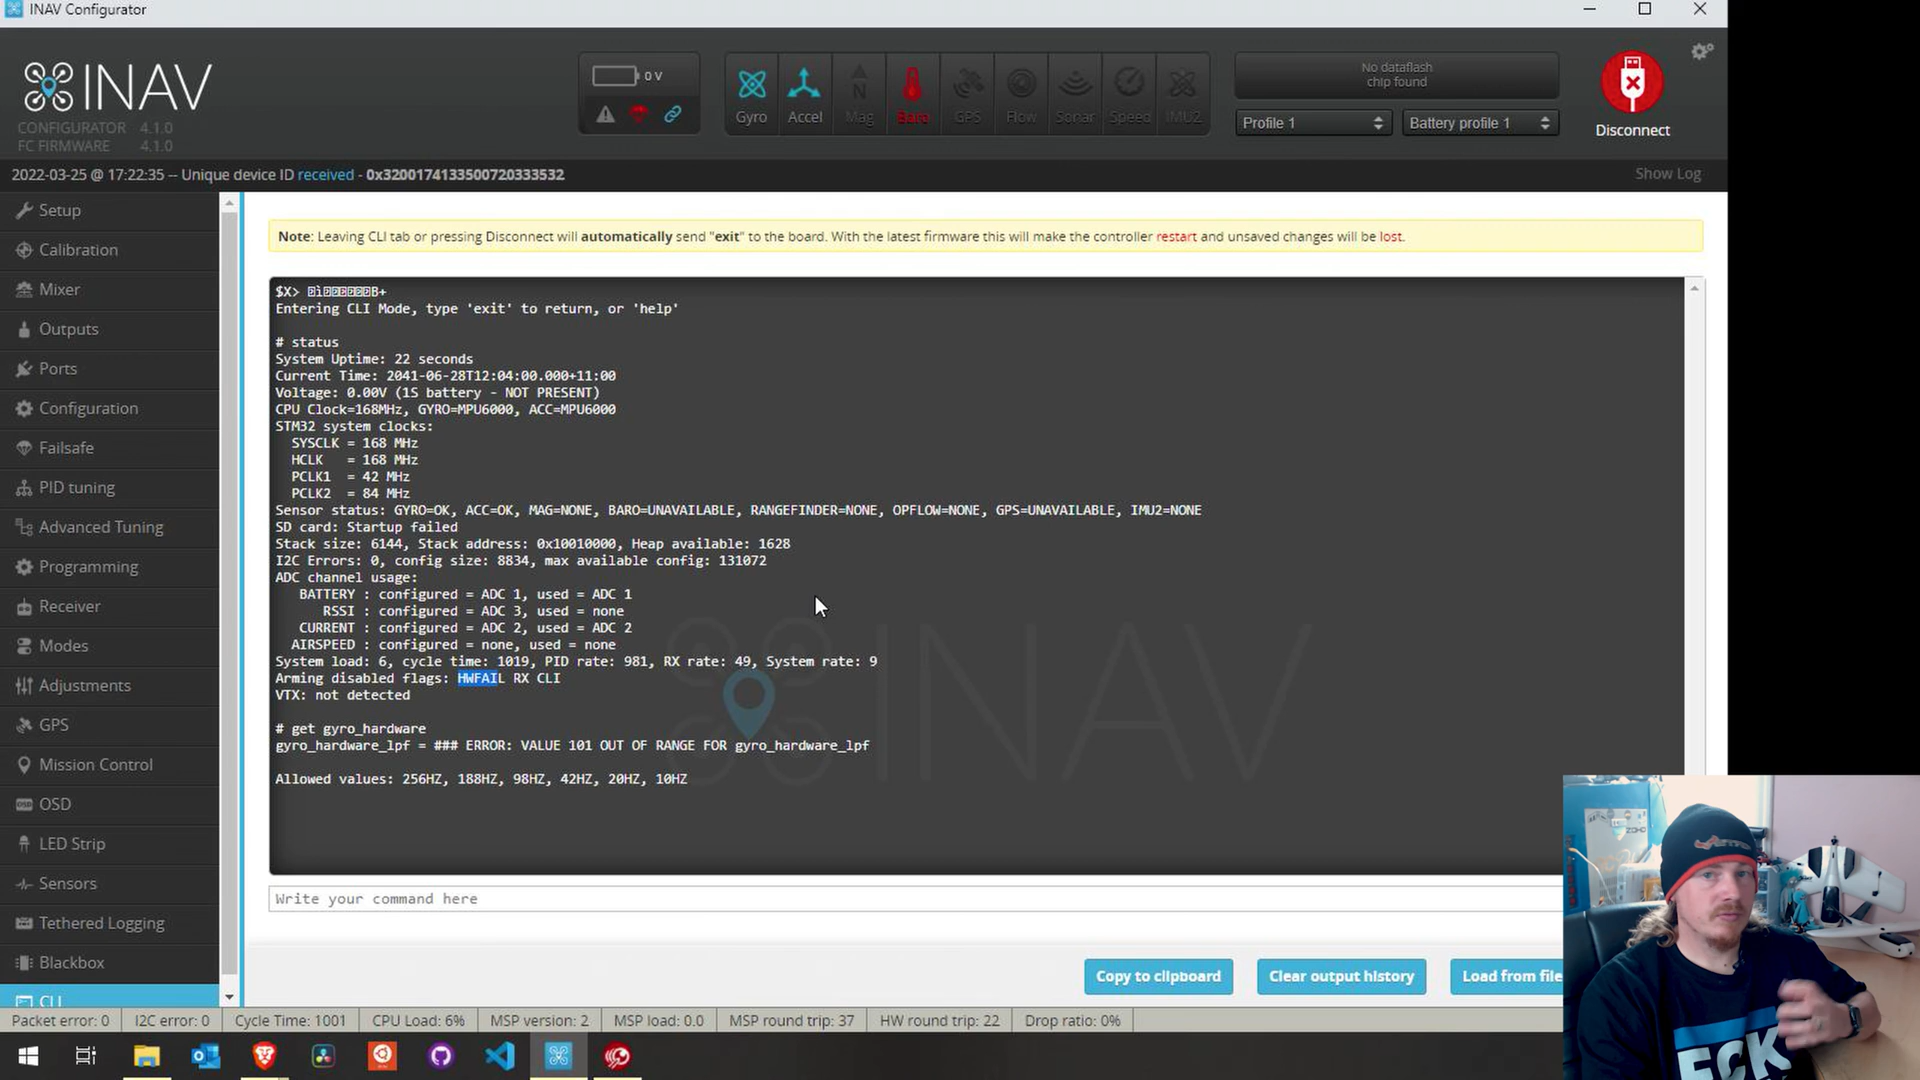 INAV Configurator
INAV
CONFIGURATOR 4.1.0
FC FIRMWARE 4.1.0
0 V
Gyro
Accel
Mag
Baro
GPS
Flow
Sonar
Speed
IMU2
No dataflash
chip found
Profile 1
Battery profile 1
Disconnect
2022-03-25 @ 17:22:35 -- Unique device ID received - 0x3200174133500720333532
Show Log
Setup
Calibration
Mixer
Outputs
Ports
Configuration
Failsafe
PID tuning
Advanced Tuning
Programming
Receiver
Modes
Adjustments
GPS
Mission Control
OSD
LED Strip
Sensors
Tethered Logging
Blackbox
CLI
Note: Leaving CLI tab or pressing Disconnect will automatically send "exit" to the board. With the latest firmware this will make the controller restart and unsaved changes will be lost.
$X> B+
Entering CLI Mode, type 'exit' to return, or 'help'
# status
System Uptime: 22 seconds
Current Time: 2041-06-28T12:04:00.000+11:00
Voltage: 0.00V (1S battery - NOT PRESENT)
CPU Clock=168MHz, GYRO=MPU6000, ACC=MPU6000
STM32 system clocks:
SYSCLK = 168 MHz
HCLK = 168 MHz
PCLK1 = 42 MHz
PCLK2 = 84 MHz
Sensor status: GYRO=OK, ACC=OK, MAG=NONE, BARO=UNAVAILABLE, RANGEFINDER=NONE, OPFLOW=NONE, GPS=UNAVAILABLE, IMU2=NONE
SD card: Startup failed
Stack size: 6144, Stack address: 0x10010000, Heap available: 1628
I2C Errors: 0, config size: 8834, max available config: 131072
ADC channel usage:
BATTERY : configured = ADC 1, used = ADC 1
RSSI : configured = ADC 3, used = none
CURRENT : configured = ADC 2, used = ADC 2
AIRSPEED : configured = none, used = none
System load: 6, cycle time: 1019, PID rate: 981, RX rate: 49, System rate: 9
Arming disabled flags: HWFAIL RX CLI
VTX: not detected
# get gyro_hardware
gyro_hardware_lpf = ### ERROR: VALUE 101 OUT OF RANGE FOR gyro_hardware_lpf
Allowed values: 256HZ, 188HZ, 98HZ, 42HZ, 20HZ, 10HZ
INAV
Write your command here
Copy to clipboard
Clear output history
Load from file
Packet error: 0
I2C error: 0
Cycle Time: 1001
CPU Load: 6%
MSP version: 2
MSP load: 0.0
MSP round trip: 37
HW round trip: 22
Drop ratio: 0%